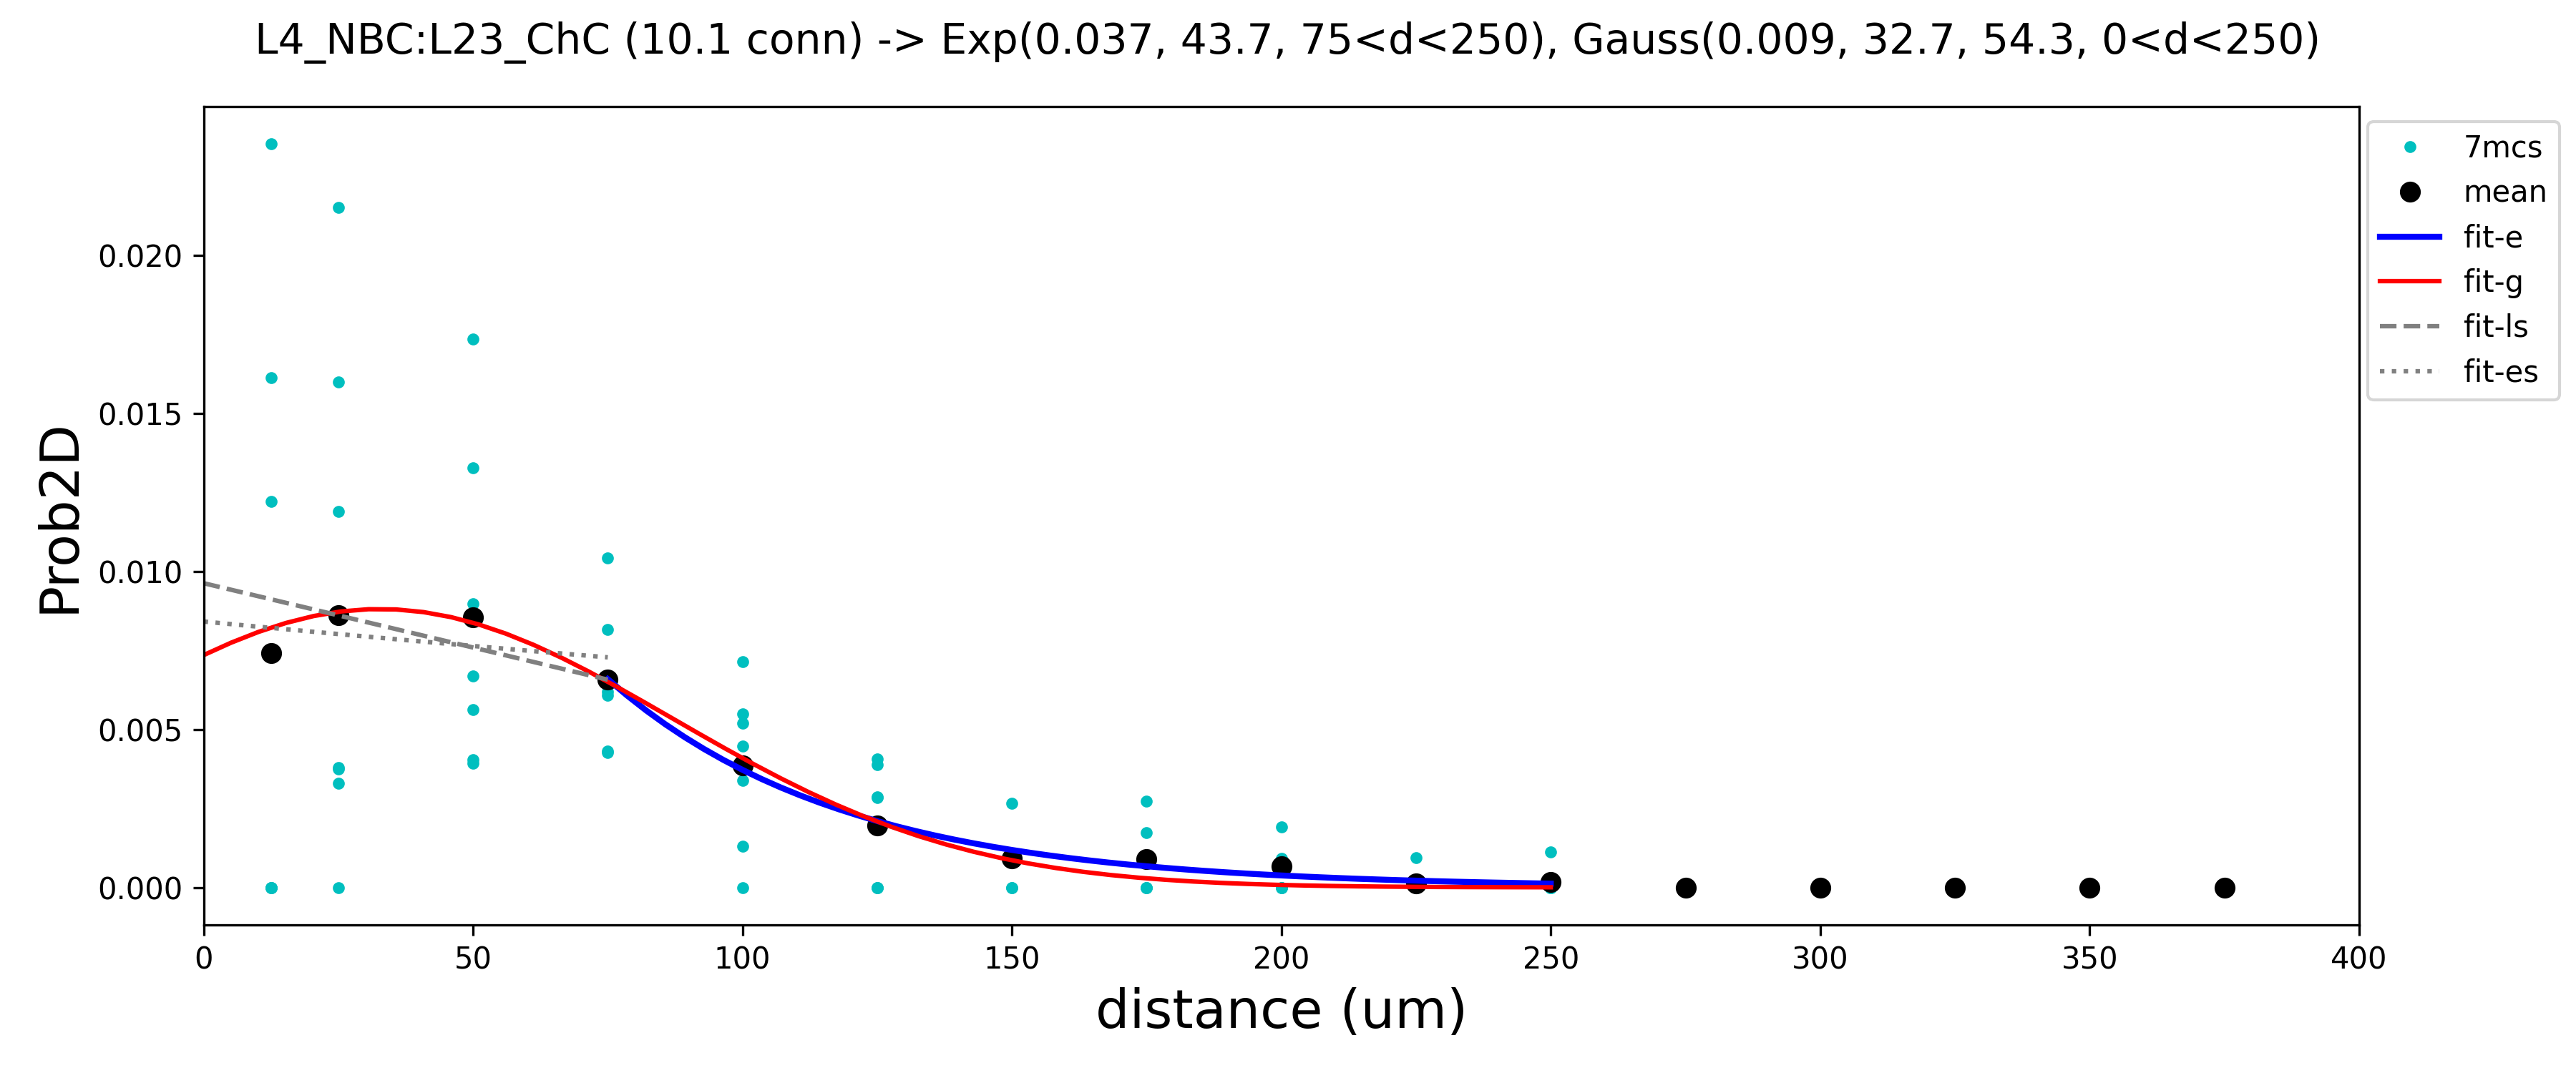 L4_NBC:L23_ChC (10.1 conn) -> Exp(0.037, 43.7, 75<d<250), Gauss(0.009, 32.7, 54.3, 0<d<250)
7mcs
mean
fit-e
fit-g
fit-ls
fit-es
Prob2D
0.020
0.015
0.010
0.005
0.000
0 50 100 150 200 250 300 350 400
distance (um)